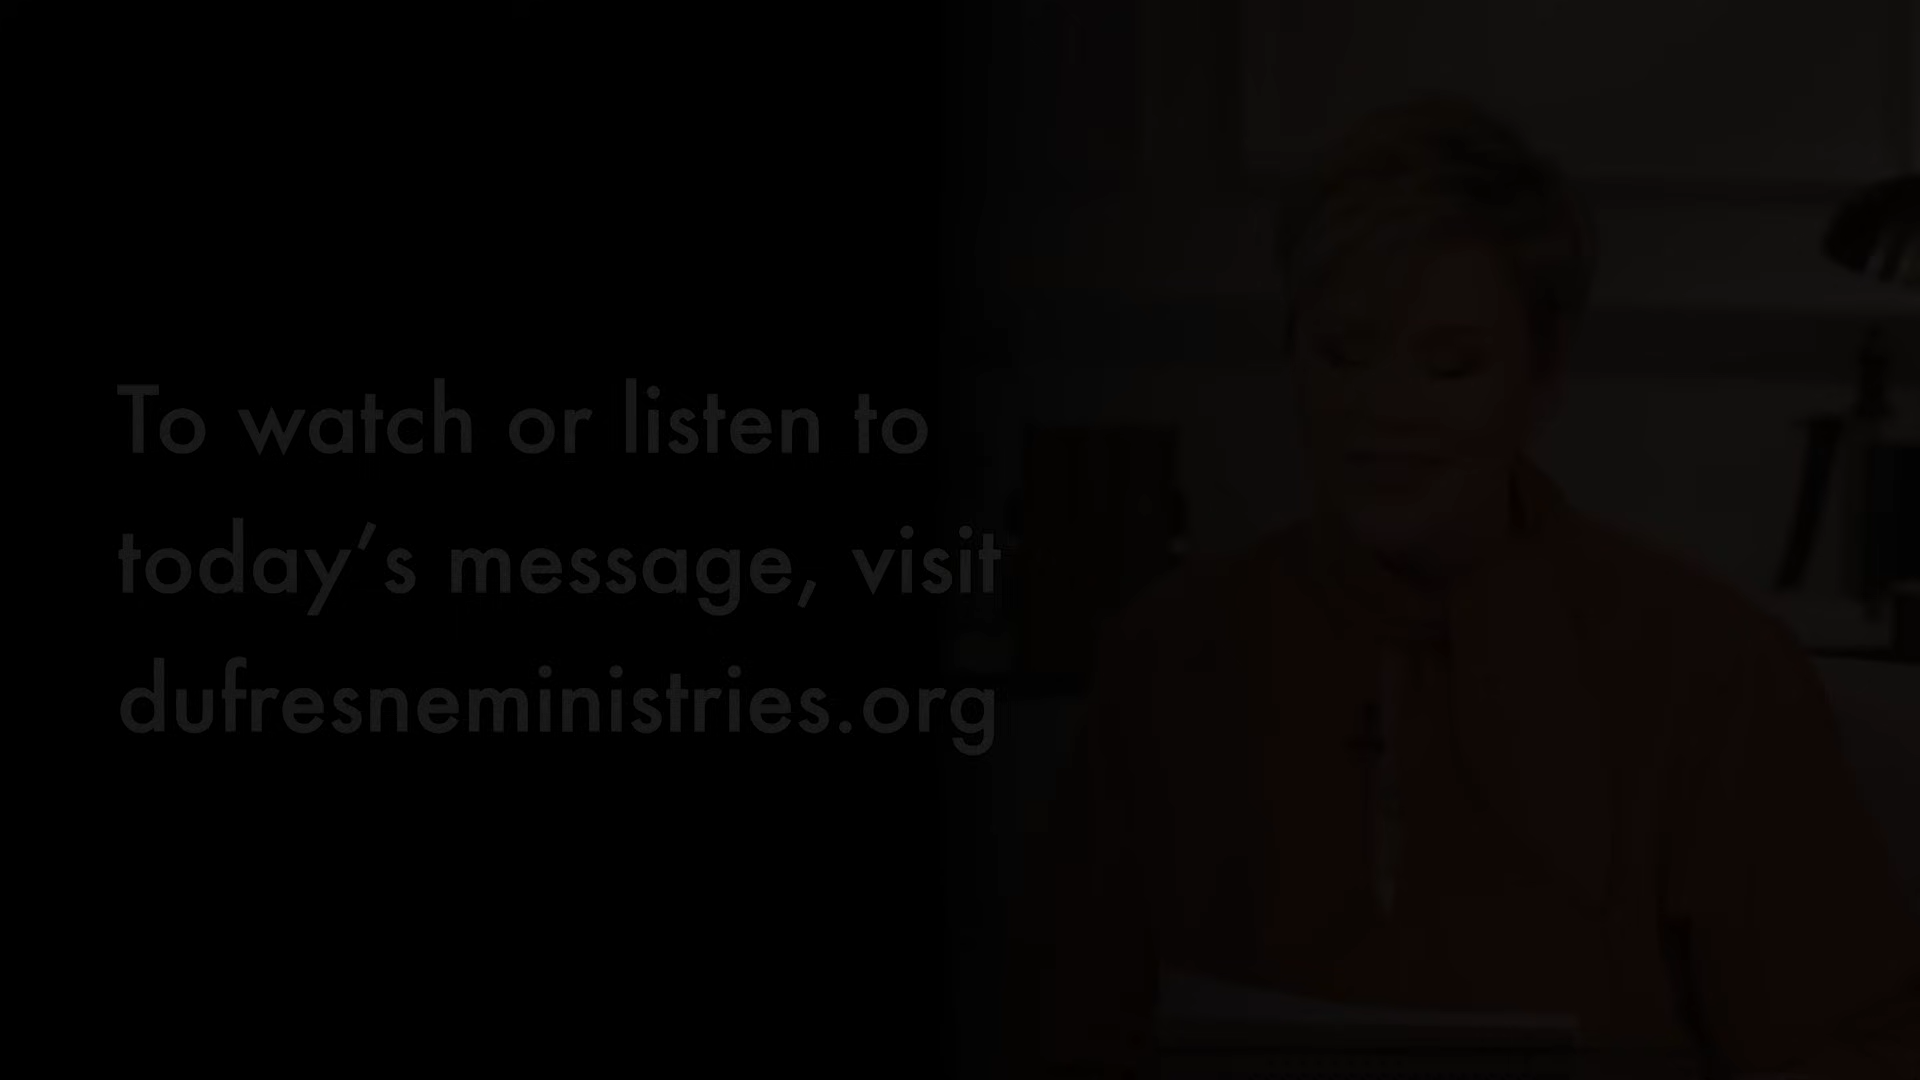 To watch or listen to
today’s message, visit
dufresneministries.org